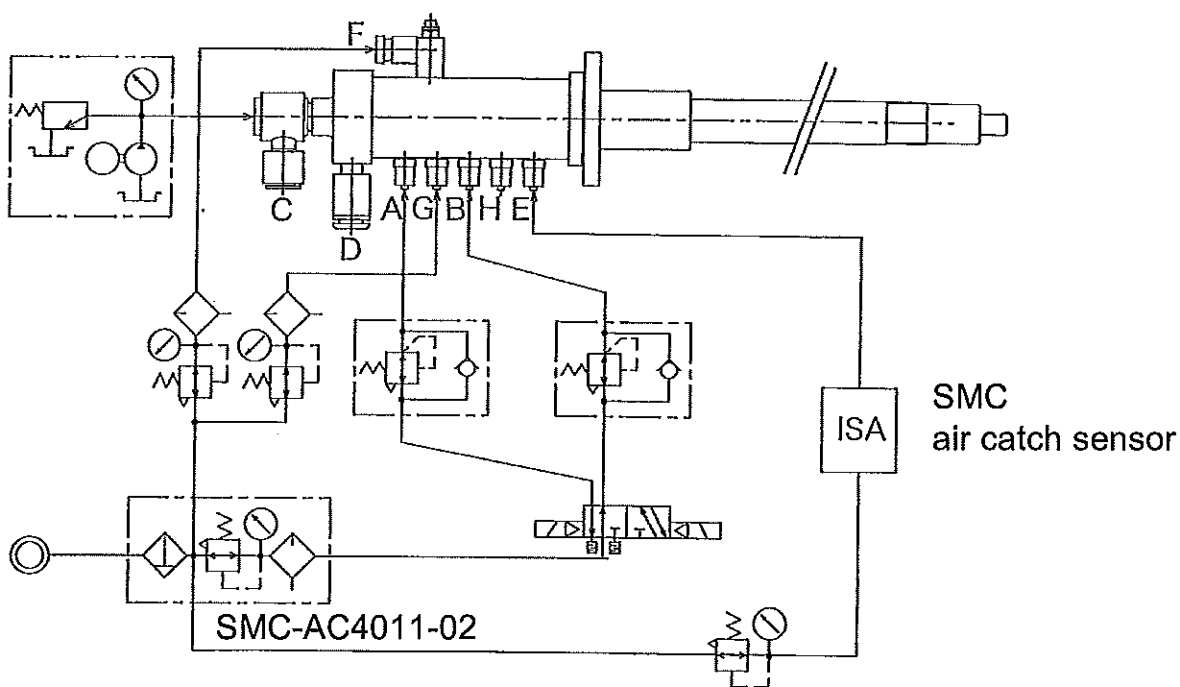 F
C
D
A G B H E
ISA
SMC
air catch sensor
SMC-AC4011-02